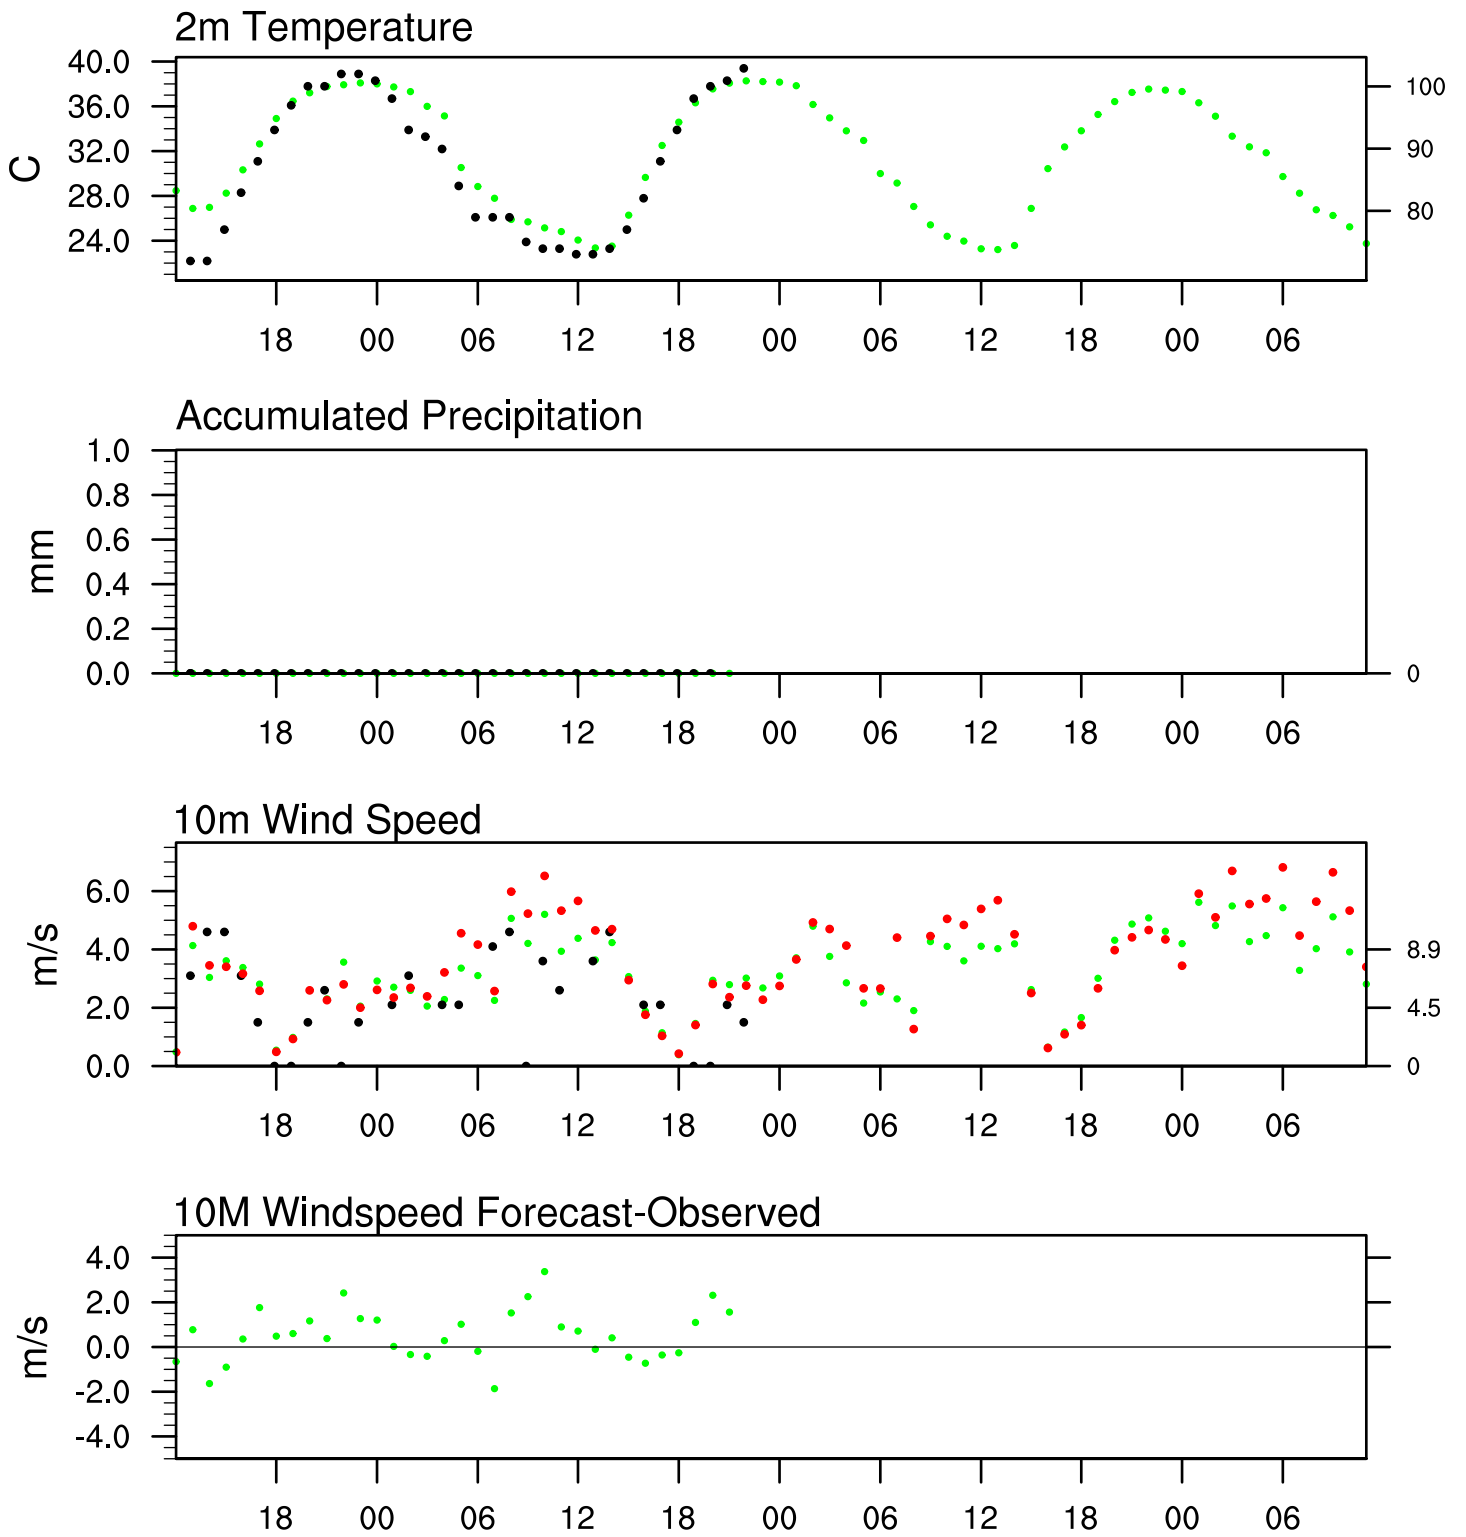 2m Temperature
40.0
36.0
32.0
28.0
24.0
C
100
90
80
18 00 06 12 18 00 06 12 18 00 06
Accumulated Precipitation
1.0
0.8
0.6
0.4
0.2
0.0
mm
0
18 00 06 12 18 00 06 12 18 00 06
10m Wind Speed
6.0
4.0
2.0
0.0
m/s
8.9
4.5
0
18 00 06 12 18 00 06 12 18 00 06
10M Windspeed Forecast-Observed
4.0
2.0
0.0
-2.0
-4.0
m/s
18 00 06 12 18 00 06 12 18 00 06